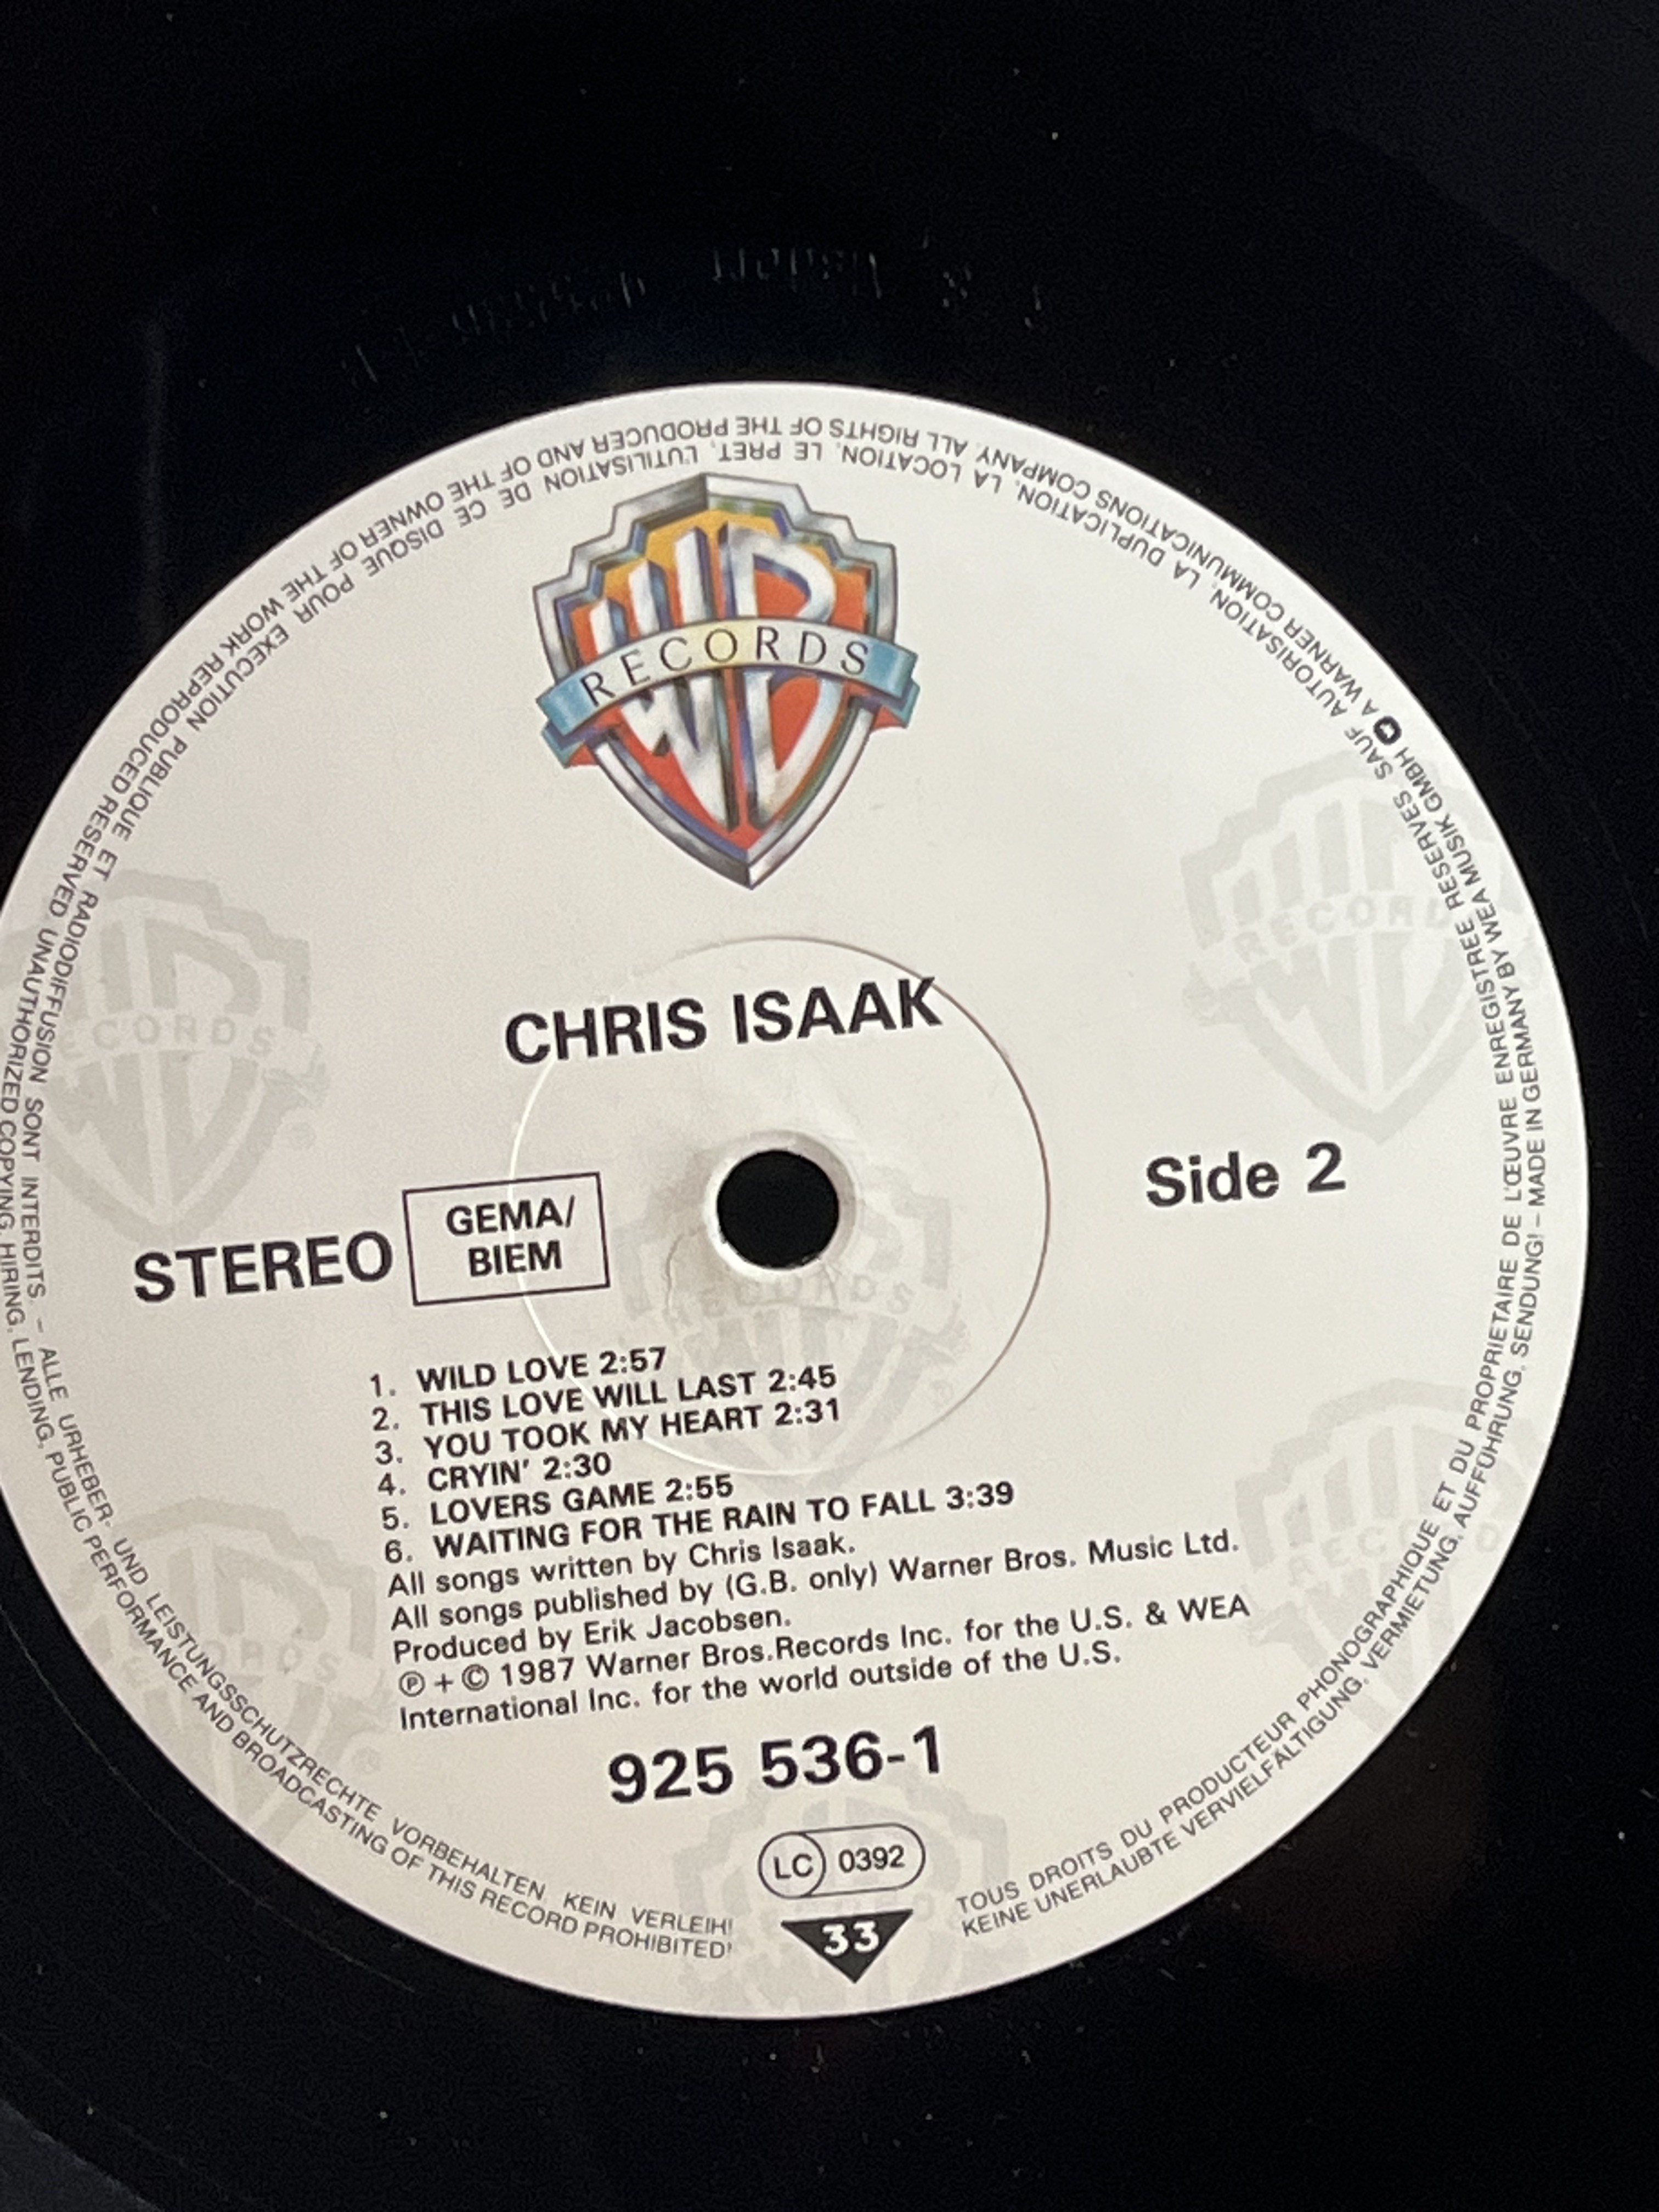 RECORDS
CHRIS ISAAK
STEREO
GEMA/
BIEM
Side 2
1. WILD LOVE 2:57
2. THIS LOVE WILL LAST 2:45
3. YOU TOOK MY HEART 2:31
4. CRYIN' 2:30
5. LOVERS GAME 2:55
6. WAITING FOR THE RAIN TO FALL 3:39
All songs written by Chris Isaak.
All songs published by (G.B. only) Warner Bros. Music Ltd.
Produced by Erik Jacobsen.
Ⓟ + © 1987 Warner Bros.Records Inc. for the U.S. & WEA
International Inc. for the world outside of the U.S.
925 536-1
LC 0392
33
TOUS DROITS DU PRODUCTEUR PHONOGRAPHIQUE ET DU PROPRIETAIRE DE L'ŒUVRE ENREGISTREE RESERVES SAUF AUTORISATION, LA DUPLICATION, LA LOCATION, LE PRET, L'UTILISATION DE CE DISQUE POUR EXECUTION PUBLIQUE ET RADIODIFFUSION SONT INTERDITS. – ALLE URHEBER- UND LEISTUNGSSCHUTZRECHTE VORBEHALTEN. KEIN VERLEIH!
KEINE UNERLAUBTE VERVIELFÄLTIGUNG, VERMIETUNG, AUFFÜHRUNG, SENDUNG! – MADE IN GERMANY BY WEA MUSIK GMBH A WARNER COMMUNICATIONS COMPANY. ALL RIGHTS OF THE PRODUCER AND OF THE OWNER OF THE WORK REPRODUCED RESERVED. UNAUTHORIZED COPYING, HIRING, LENDING, PUBLIC PERFORMANCE AND BROADCASTING OF THIS RECORD PROHIBITED!